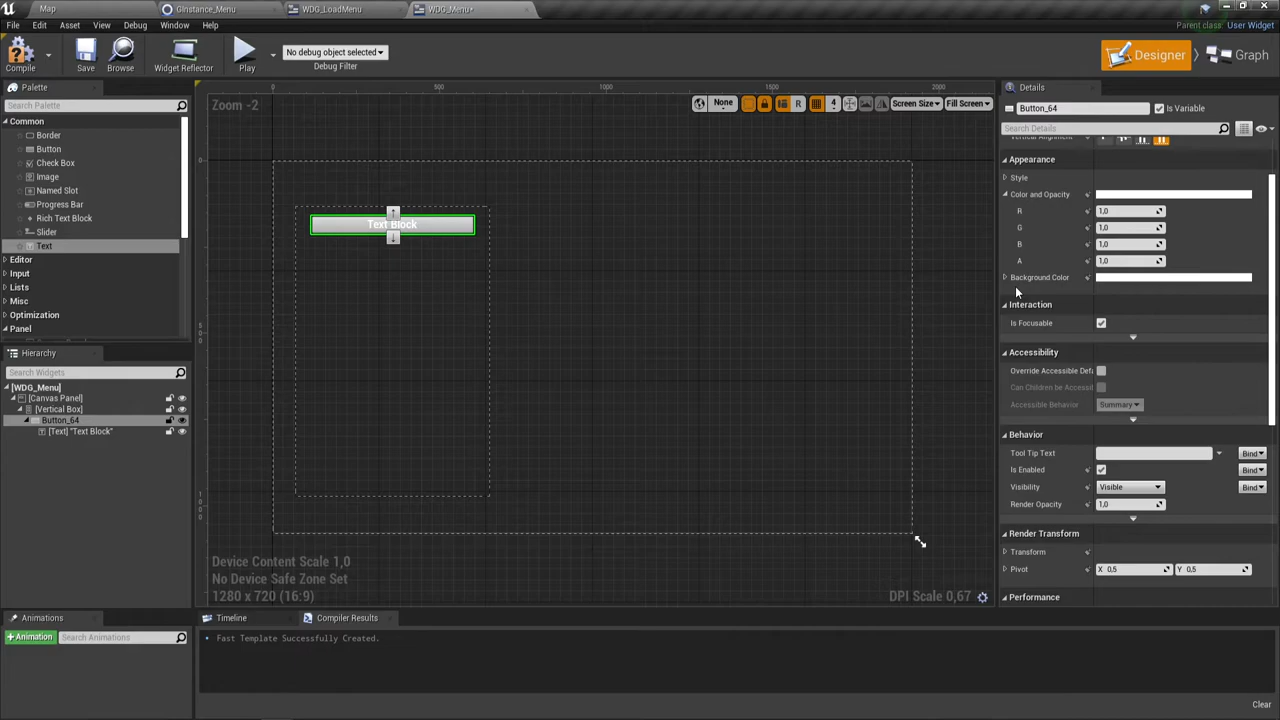 Map
GInstance_Menu
WDG_LoadMenu
WDG_Menu*
File Edit Asset View Debug Window Help
Parent class: User Widget
Compile
Save
Browse
Widget Reflector
Play
No debug object selected
Debug Filter
Designer
Graph
Palette
Search Palette
Common
Border
Button
Check Box
Image
Named Slot
Progress Bar
Rich Text Block
Slider
Text
Editor
Input
Lists
Misc
Optimization
Panel
Hierarchy
Search Widgets
[WDG_Menu]
[Canvas Panel]
[Vertical Box]
Button_64
[Text] "Text Block"
Animations
+Animation
Search Animations
0 500 1000 1500 2000
Zoom -2
None
R
4
Screen Size
Fill Screen
0
Text Block
500
1000
Device Content Scale 1,0
No Device Safe Zone Set
1280 x 720 (16:9)
DPI Scale 0,67
Timeline
Compiler Results
Fast Template Successfully Created.
Clear
Details
Button_64
Is Variable
Search Details
Vertical Alignment
Appearance
Style
Color and Opacity
R 1,0
G 1,0
B 1,0
A 1,0
Background Color
Interaction
Is Focusable
Accessibility
Override Accessible Defa
Can Children be Accessib
Accessible Behavior Summary
Behavior
Tool Tip Text Bind
Is Enabled Bind
Visibility Visible Bind
Render Opacity 1,0
Render Transform
Transform
Pivot X 0,5 Y 0,5
Performance